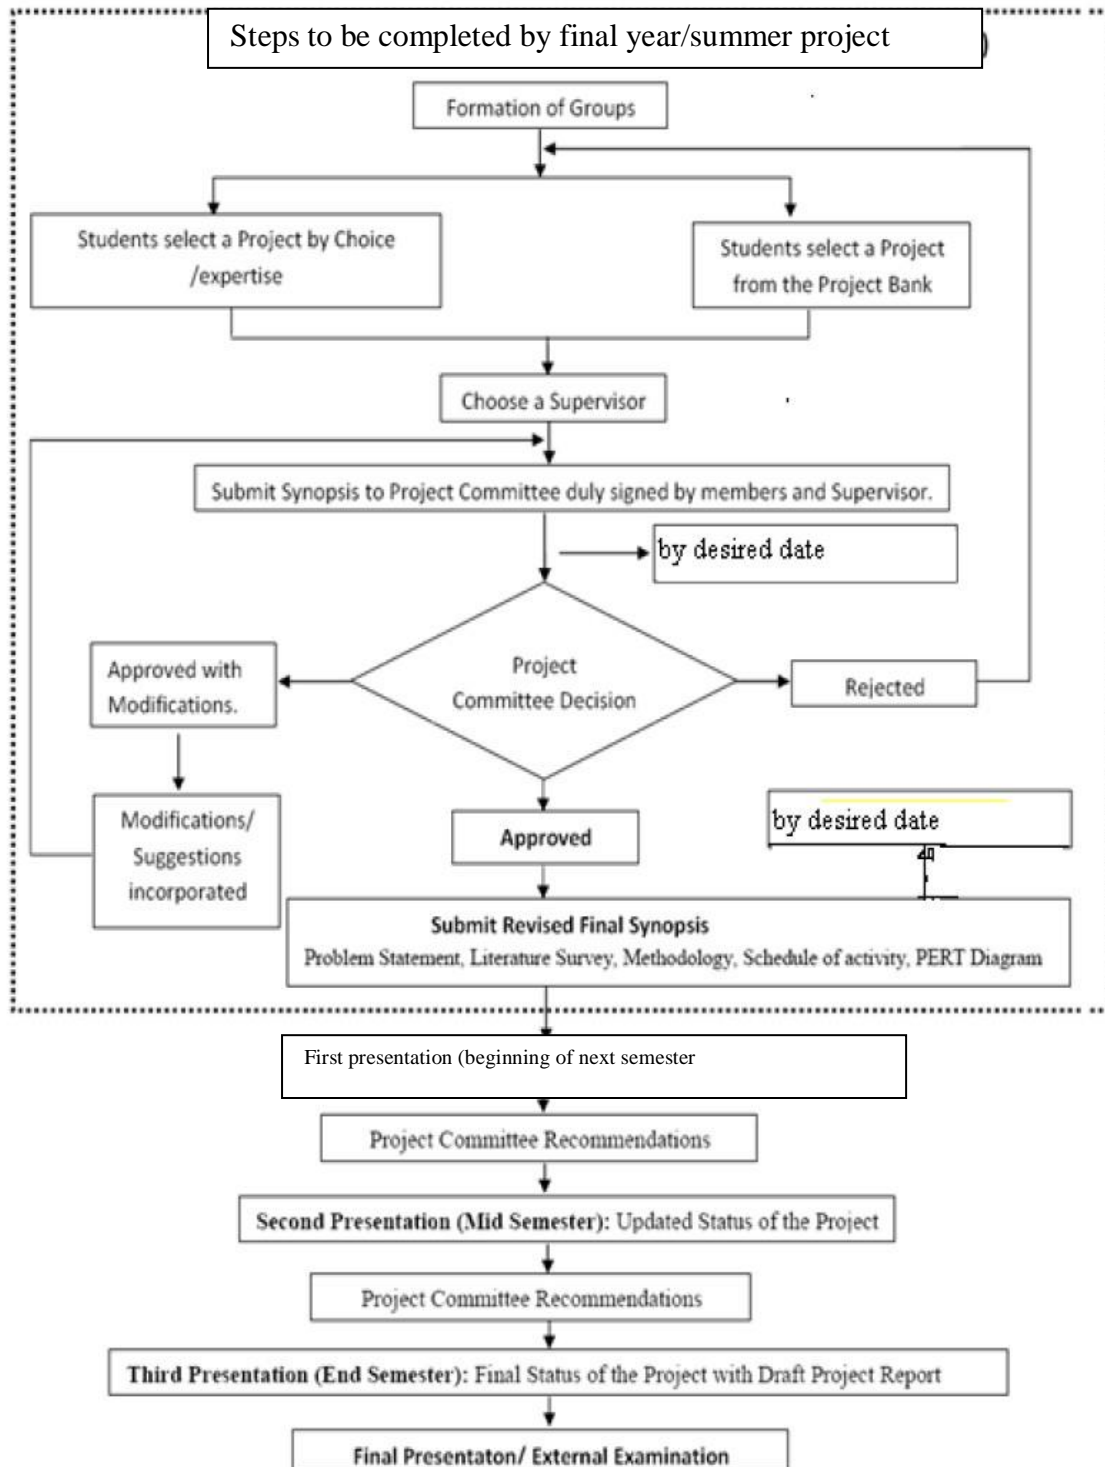 Steps to be completed by final year/summer project
Formation of Groups
Students select a Project by Choice
/expertise
Students select a Project
from the Project Bank
Choose a Supervisor
Submit Synopsis to Project Committee duly signed by members and Supervisor.
by desired date
Project
Committee Decision
Approved with
Modifications.
Rejected
Modifications/
Suggestions
incorporated
Approved
by desired date
Submit Revised Final Synopsis
Problem Statement, Literature Survey, Methodology, Schedule of activity, PERT Diagram
First presentation (beginning of next semester
Project Committee Recommendations
Second Presentation (Mid Semester): Updated Status of the Project
Project Committee Recommendations
Third Presentation (End Semester): Final Status of the Project with Draft Project Report
Final Presentaton/ External Examination